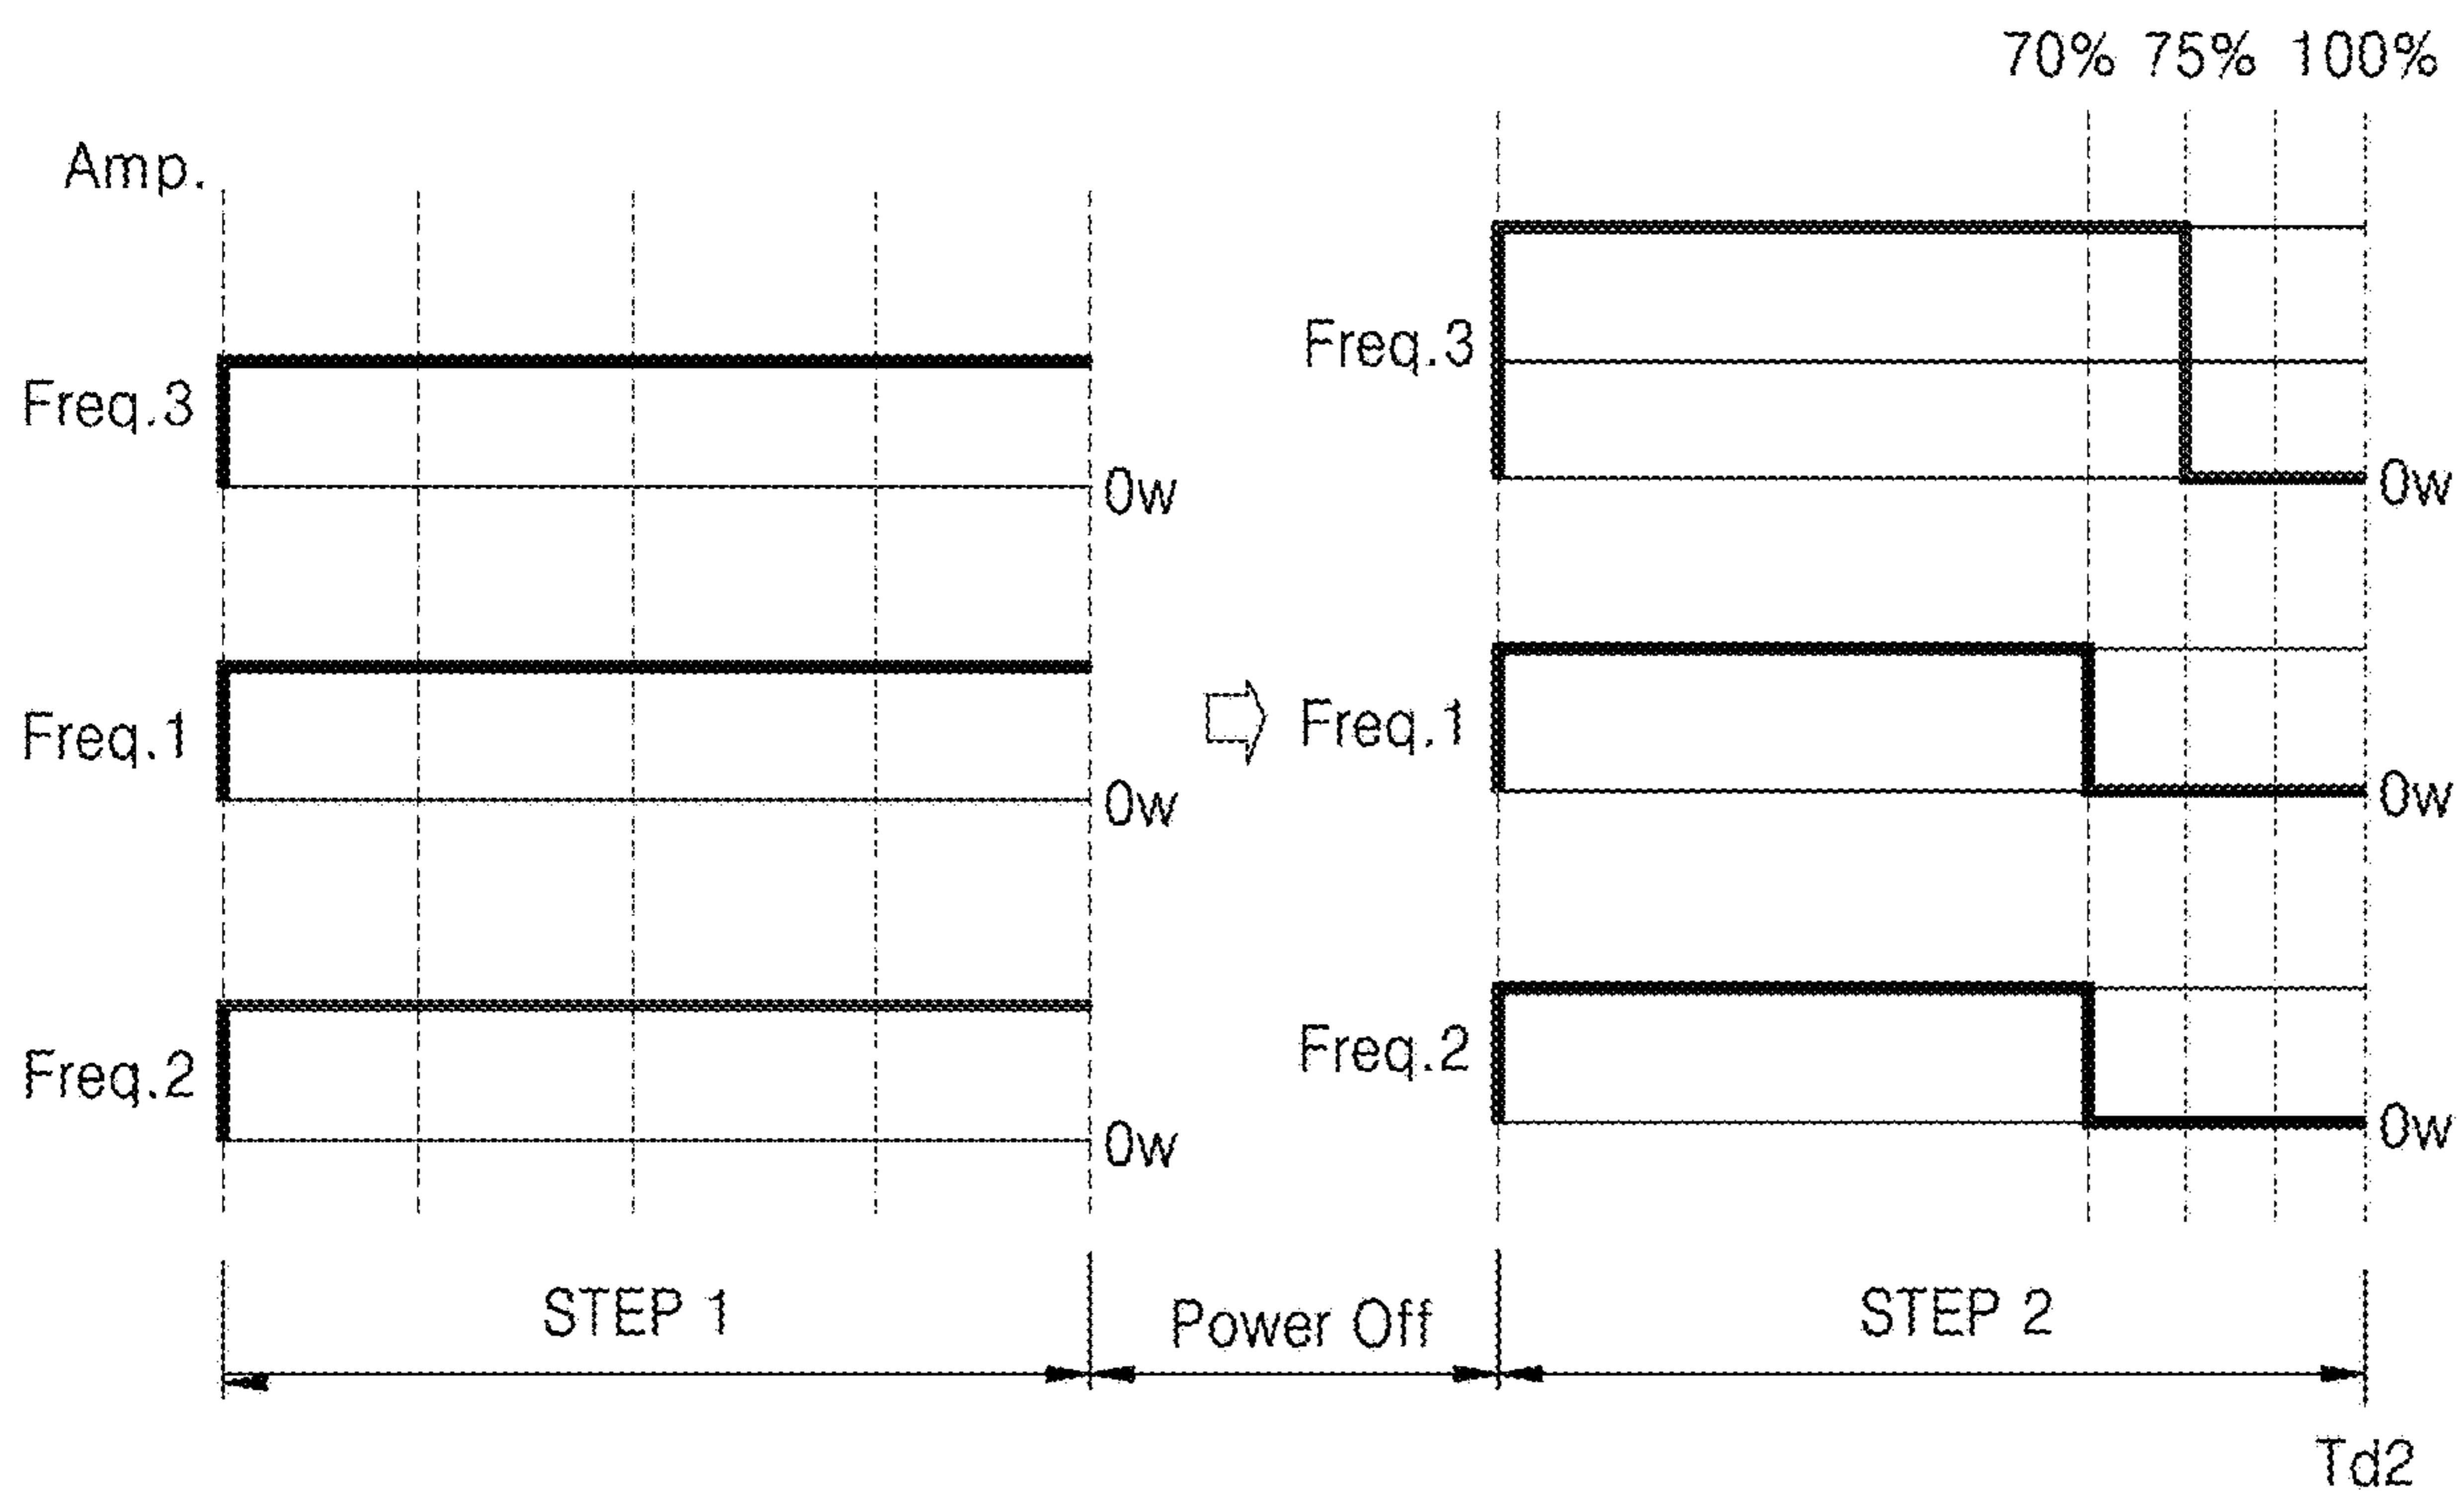 70% 75% 100%
Amp.
Freq.3
0w
Freq.1
0w
Freq.2
0w
Freq.3
0w
Freq.1
0w
Freq.2
0w
STEP 1
Power Off
STEP 2
Td2